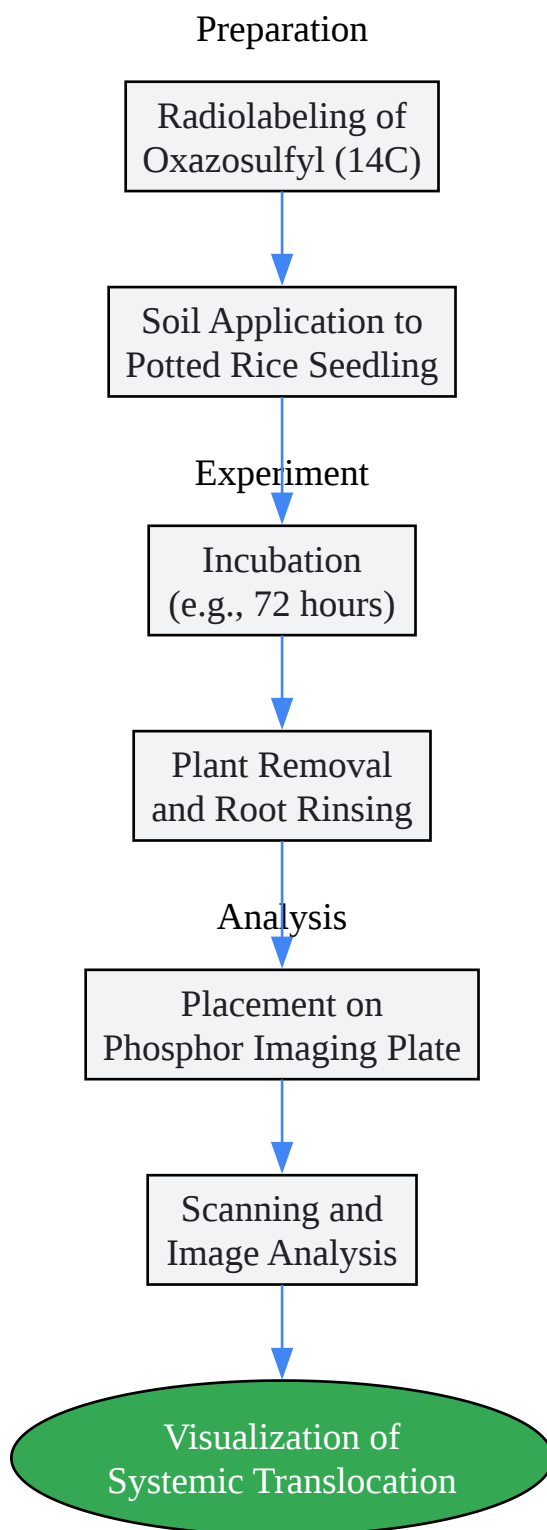 Preparation
Radiolabeling of
Oxazosulfyl (14C)
Soil Application to
Potted Rice Seedling
Experiment
Incubation
(e.g., 72 hours)
Plant Removal
and Root Rinsing
Analysis
Placement on
Phosphor Imaging Plate
Scanning and
Image Analysis
Visualization of
Systemic Translocation